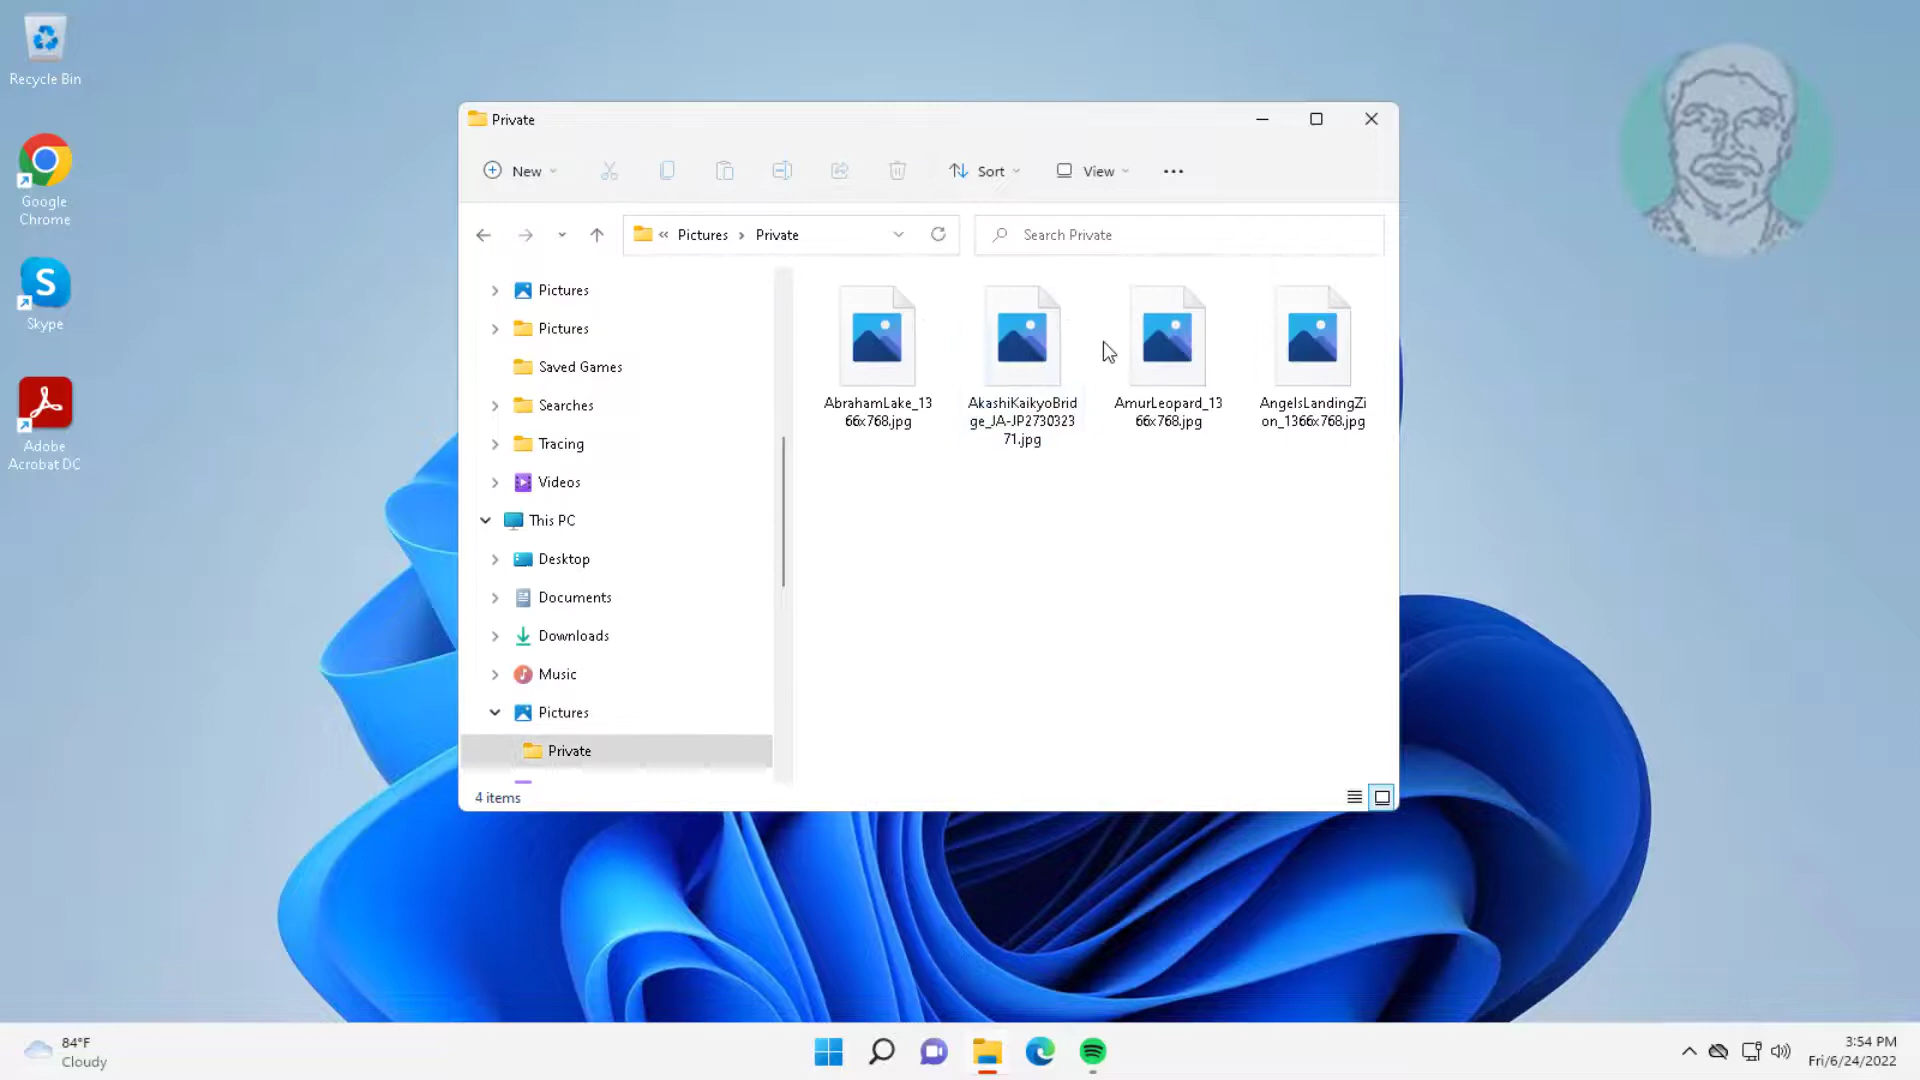 Recycle Bin
Google
Chrome
S
Skype
Adobe
Acrobat DC
Private
New
Sort
View
Pictures
Private
Search Private
Pictures
Pictures
Saved Games
Searches
Tracing
Videos
This PC
Desktop
Documents
Downloads
Music
Pictures
Private
AbrahamLake_13
66x768.jpg
AkashiKaikyoBrid
ge_JA-JP2730323
71.jpg
AmurLeopard_13
66x768.jpg
AngelsLandingZi
on_1366x768.jpg
4 items
84°F
Cloudy
3:54 PM
Fri/6/24/2022